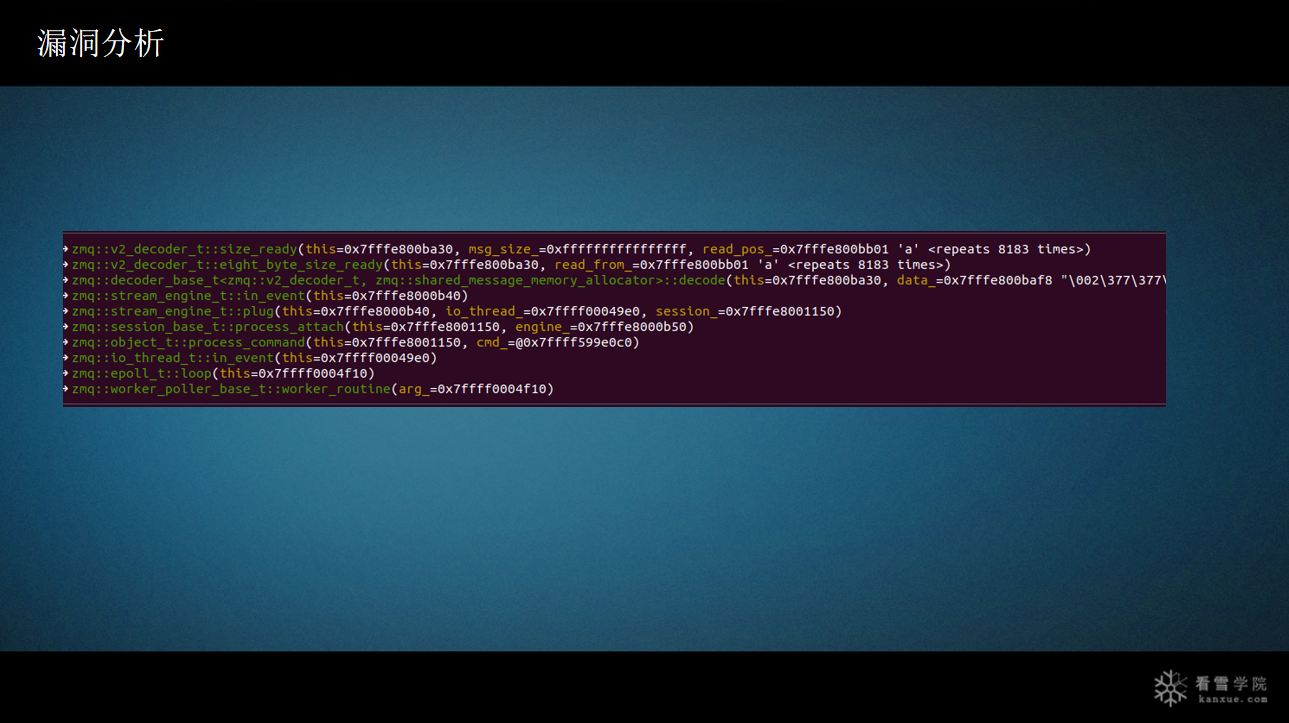 漏洞分析
→zmq::v2_decoder_t::size_ready(this=0x7fffe800ba30, msg_size_=0xffffffffffffffff, read_pos_=0x7fffe800bb01 'a' <repeats 8183 times>)
→zmq::v2_decoder_t::eight_byte_size_ready(this=0x7fffe800ba30, read_from_=0x7fffe800bb01 'a' <repeats 8183 times>)
→zmq::decoder_base_t<zmq::v2_decoder_t, zmq::shared_message_memory_allocator>::decode(this=0x7fffe800ba30, data_=0x7fffe800baf8 "\002\377\377\
→zmq::stream_engine_t::in_event(this=0x7fffe8000b40)
→zmq::stream_engine_t::plug(this=0x7fffe8000b40, io_thread_=0x7ffff00049e0, session_=0x7fffe8001150)
→zmq::session_base_t::process_attach(this=0x7fffe8001150, engine_=0x7fffe8000b50)
→zmq::object_t::process_command(this=0x7fffe8001150, cmd_=@0x7ffff599e0c0)
→zmq::io_thread_t::in_event(this=0x7ffff00049e0)
→zmq::epoll_t::loop(this=0x7ffff0004f10)
→zmq::worker_poller_base_t::worker_routine(arg_=0x7ffff0004f10)
看雪学院
kanxue.com